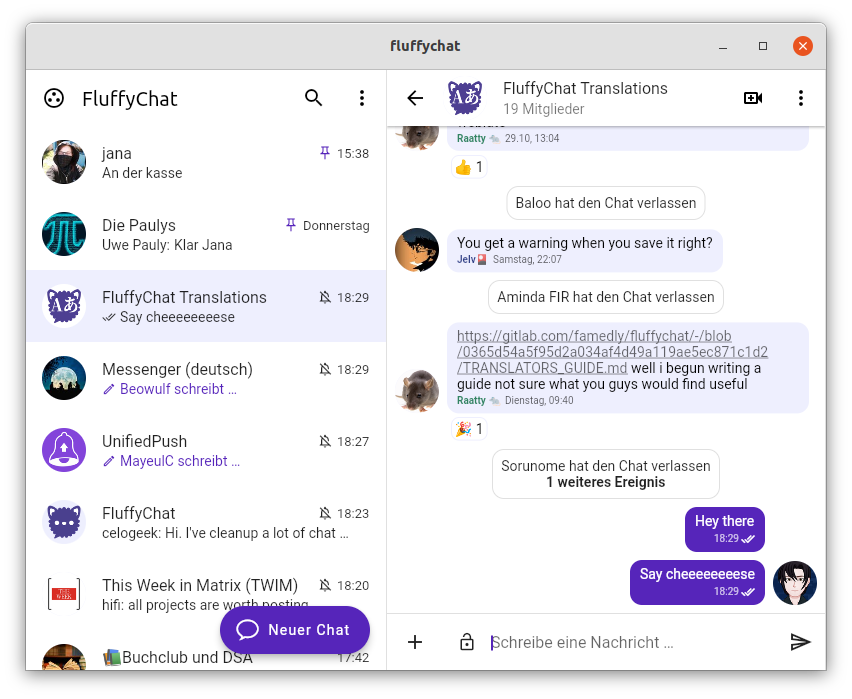 fluffychat
FluffyChat
jana
15:38
An der kasse
Die Paulys
Donnerstag
Uwe Pauly: Klar Jana
FluffyChat Translations
18:29
Say cheeeeeeeese
Messenger (deutsch)
18:29
Beowulf schreibt …
UnifiedPush
18:27
MayeulC schreibt …
FluffyChat
18:23
celogeek: Hi. I've cleanup a lot of chat …
THIS
WEEK
This Week in Matrix (TWIM)
18:20
hifi: all projects are worth posting
Neuer Chat
📚Buchclub und DSA
17:42
Aあ
FluffyChat Translations
19 Mitglieder
Raatty 🐀 29.10, 13:04
👍 1
Baloo hat den Chat verlassen
You get a warning when you save it right?
Jelv🎴 Samstag, 22:07
Aminda FIR hat den Chat verlassen
https://gitlab.com/famedly/fluffychat/-/blob
/0365d54a5f95d2a034af4d49a119ae5ec871c1d2
/TRANSLATORS_GUIDE.md well i begun writing a
guide not sure what you guys would find useful
Raatty 🐀 Dienstag, 09:40
🎉 1
Sorunome hat den Chat verlassen
1 weiteres Ereignis
Hey there
18:29
Say cheeeeeeeese
18:29
Schreibe eine Nachricht …